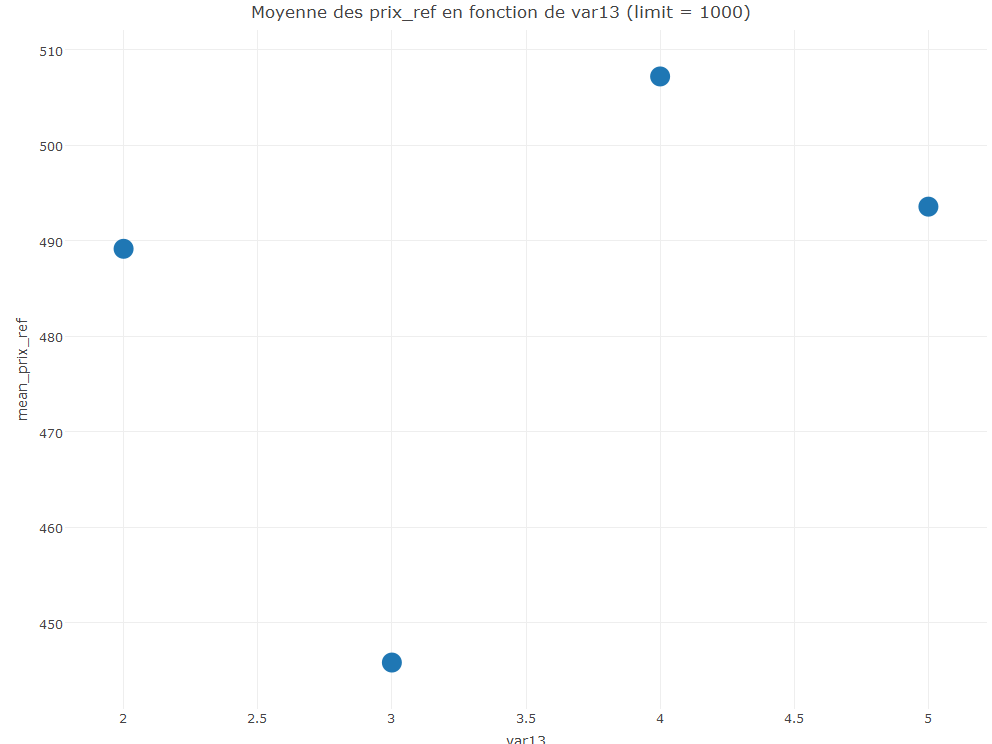 Moyenne des prix_ref en fonction de var13 (limit = 1000)
510
500
490
480
470
460
450
mean_prix_ref
2 2.5 3 3.5 4 4.5 5
var13